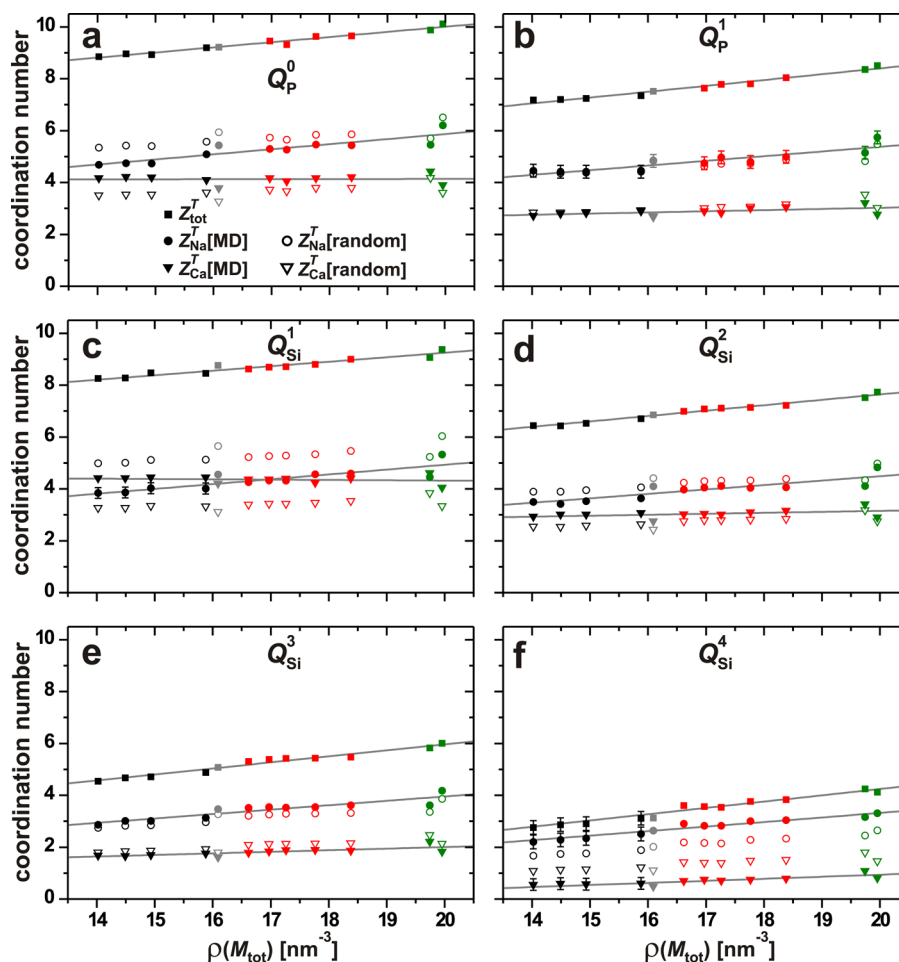 a
Q_P^0
b
Q_P^1
10
8
6
4
2
0
coordination number
Z_tot^T
Z_Na^T[MD]
Z_Na^T[random]
Z_Ca^T[MD]
Z_Ca^T[random]
c
Q_Si^1
d
Q_Si^2
10
8
6
4
2
0
coordination number
e
Q_Si^3
f
Q_Si^4
10
8
6
4
2
0
coordination number
14 15 16 17 18 19 20
14 15 16 17 18 19 20
ρ(M_tot) [nm⁻³]
ρ(M_tot) [nm⁻³]